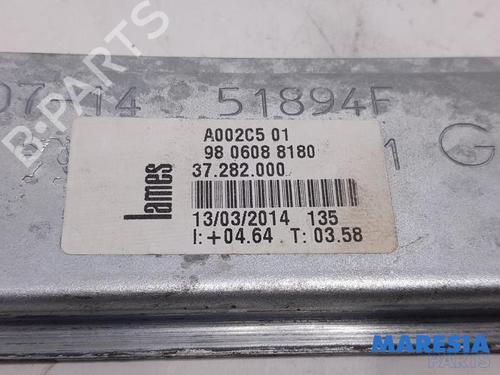 07-14 51894F
1 G
A002C5 01
98 0608 8180
37.282.000
lames
13/03/2014 135
I:+04.64 T: 03.58
B-PARTS
MARESIA
PARTS